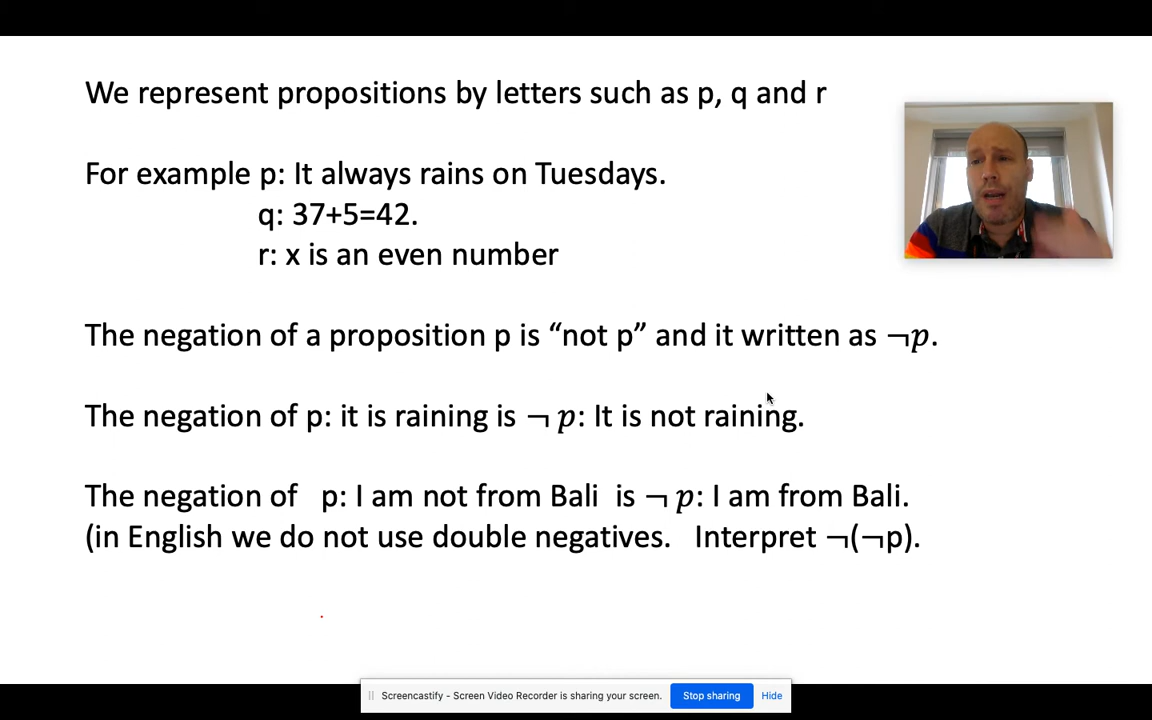 We represent propositions by letters such as p, q and r
For example p: It always rains on Tuesdays.
q: 37+5=42.
r: x is an even number
The negation of a proposition p is “not p” and it written as ¬p.
The negation of p: it is raining is ¬ p: It is not raining.
The negation of p: I am not from Bali is ¬ p: I am from Bali.
(in English we do not use double negatives. Interpret ¬(¬p).
Screencastify - Screen Video Recorder is sharing your screen. Stop sharing Hide